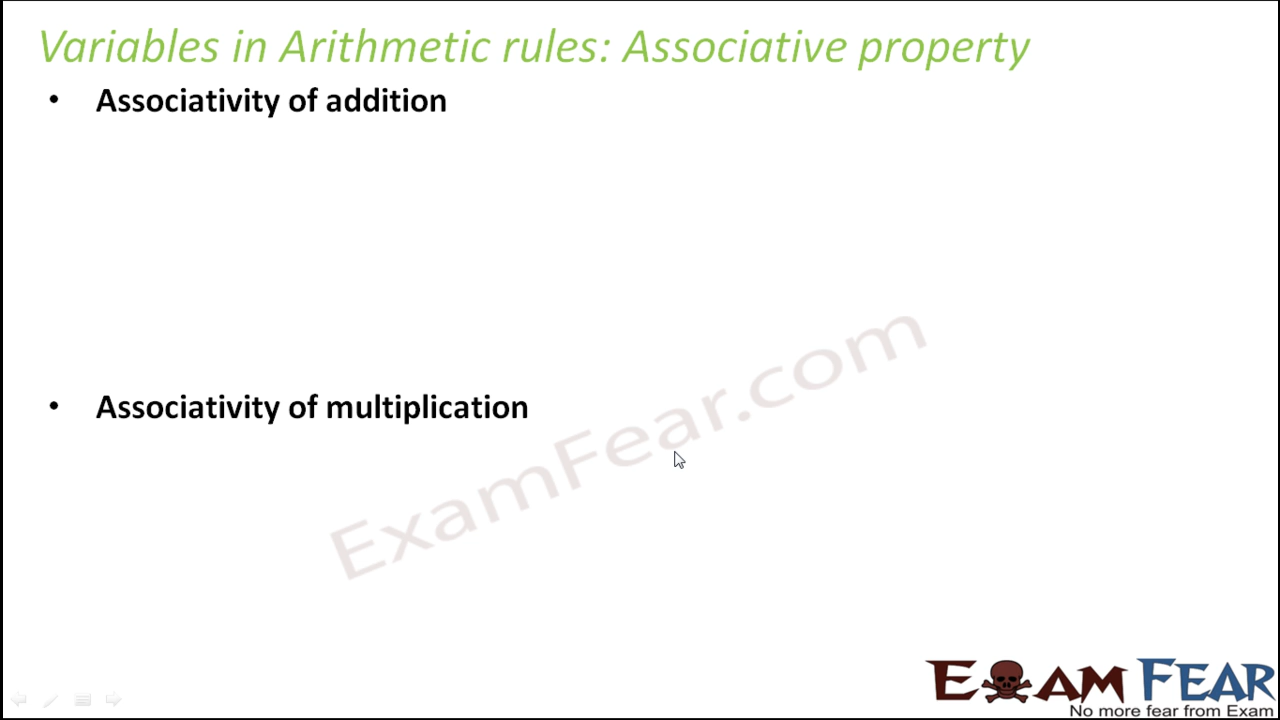 Variables in Arithmetic rules: Associative property
• Associativity of addition
• Associativity of multiplication
ExamFear.com
EXAM FEAR
No more fear from Exam